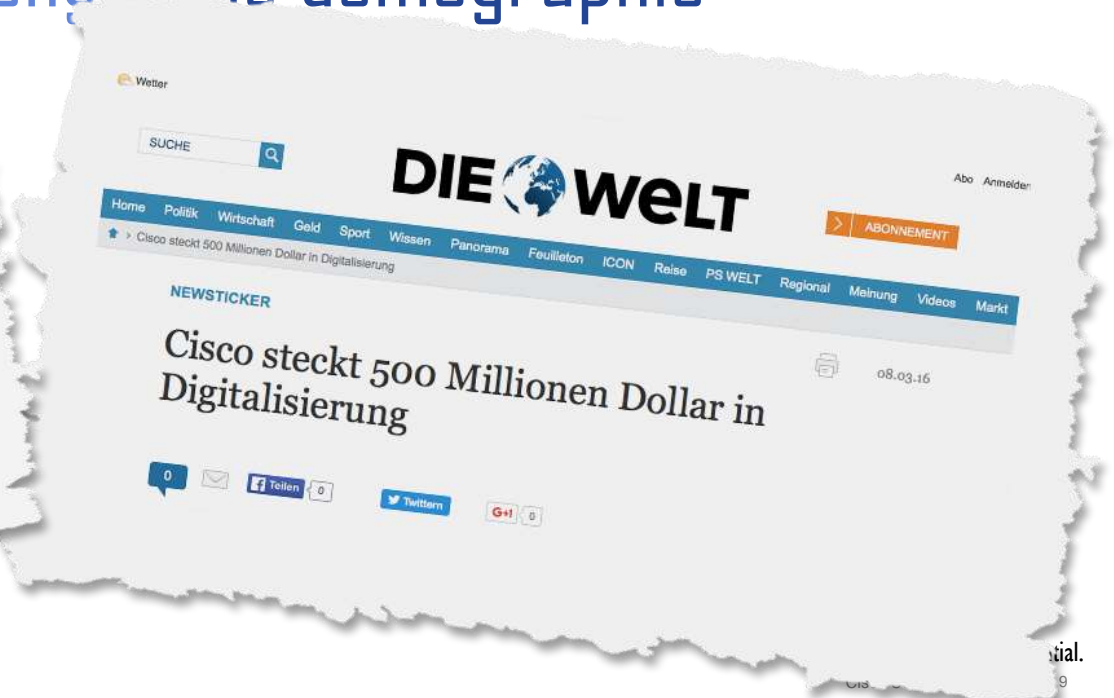 demographic
Wetter
SUCHE
DIE WELT
Abo Anmelden
ABONNEMENT
Home Politik Wirtschaft Geld Sport Wissen Panorama Feuilleton ICON Reise PS WELT Regional Meinung Videos Markt
> Cisco steckt 500 Millionen Dollar in Digitalisierung
NEWSTICKER
08.03.16
Cisco steckt 500 Millionen Dollar in
Digitalisierung
0 Teilen 0 Twittern G+1 0
tial.
9